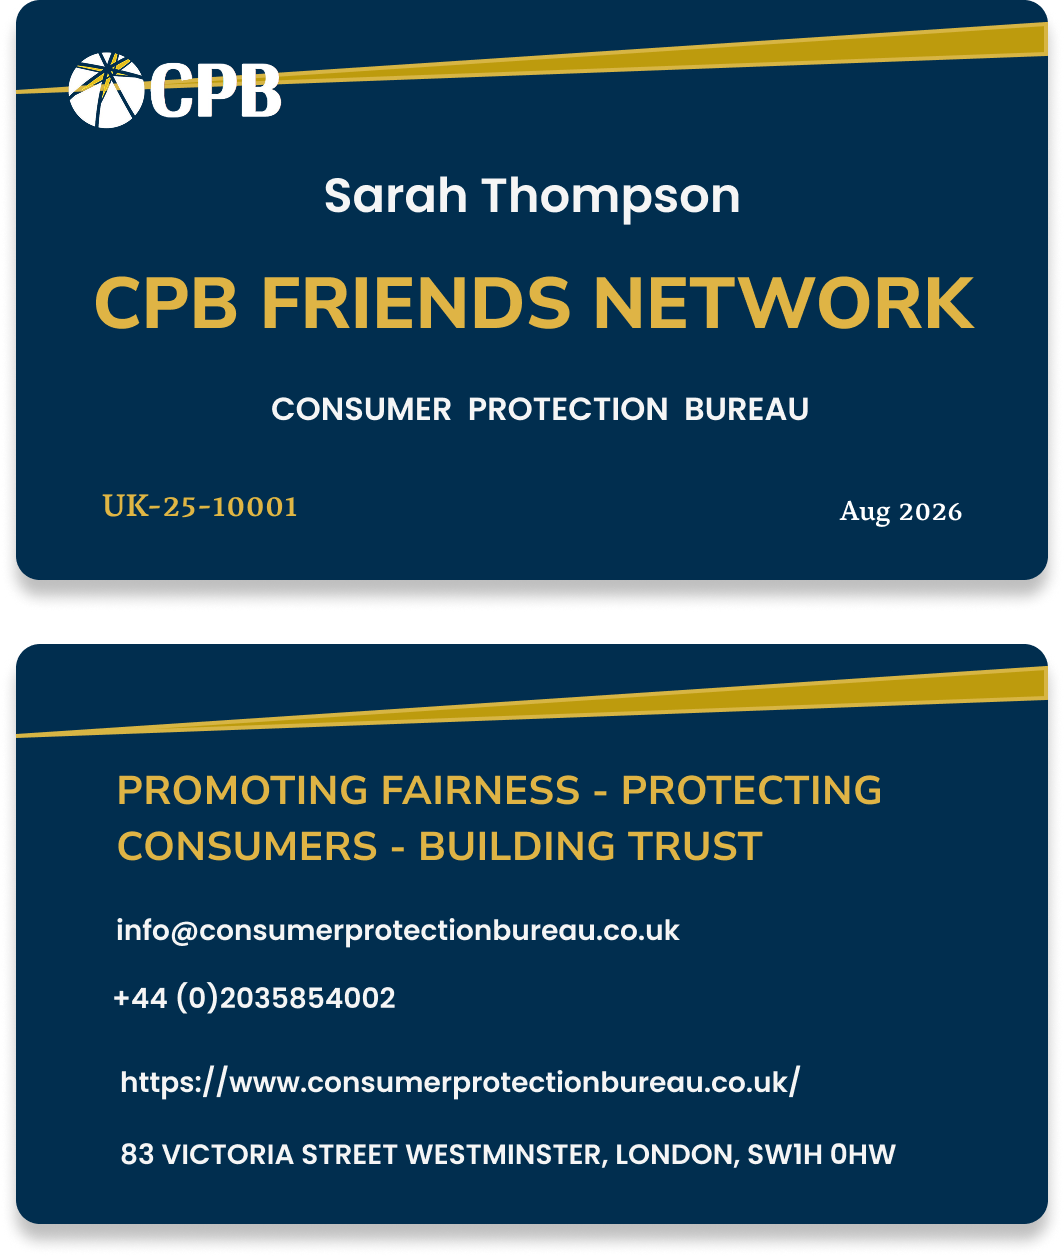 CPB
Sarah Thompson
CPB FRIENDS NETWORK
CONSUMER PROTECTION BUREAU
UK-25-10001
Aug 2026
PROMOTING FAIRNESS - PROTECTING
CONSUMERS - BUILDING TRUST
info@consumerprotectionbureau.co.uk
+44 (0)2035854002
https://www.consumerprotectionbureau.co.uk/
83 VICTORIA STREET WESTMINSTER, LONDON, SW1H 0HW